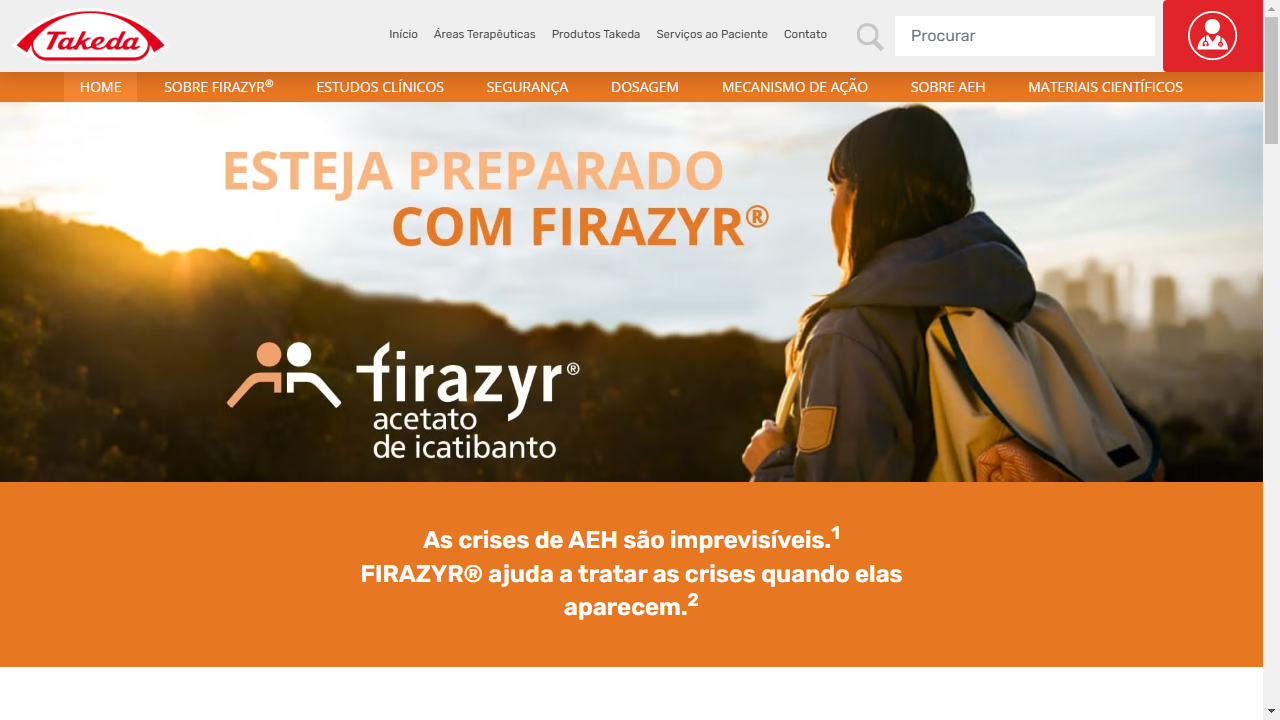 Takeda
Início Áreas Terapêuticas Produtos Takeda Serviços ao Paciente Contato
Procurar
HOME SOBRE FIRAZYR® ESTUDOS CLÍNICOS SEGURANÇA DOSAGEM MECANISMO DE AÇÃO SOBRE AEH MATERIAIS CIENTÍFICOS
ESTEJA PREPARADO
COM FIRAZYR®
firazyr®
acetato
de icatibanto
As crises de AEH são imprevisíveis.1
FIRAZYR® ajuda a tratar as crises quando elas
aparecem.2